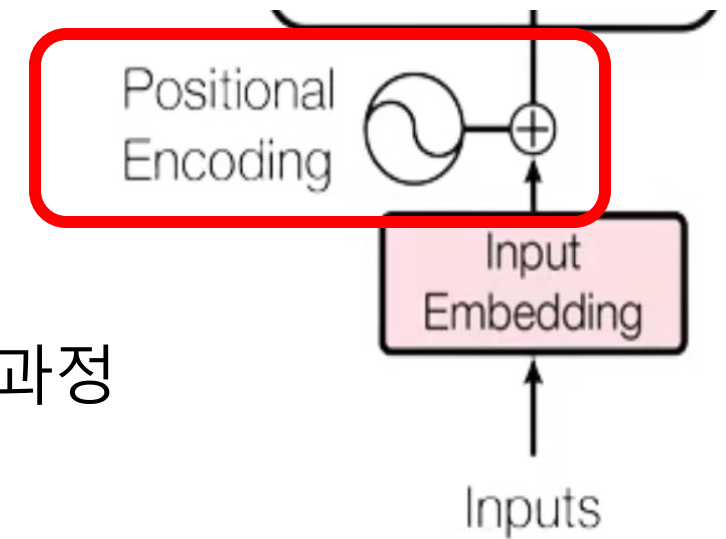 Positional
Encoding
Input
Embedding
과정
Inputs